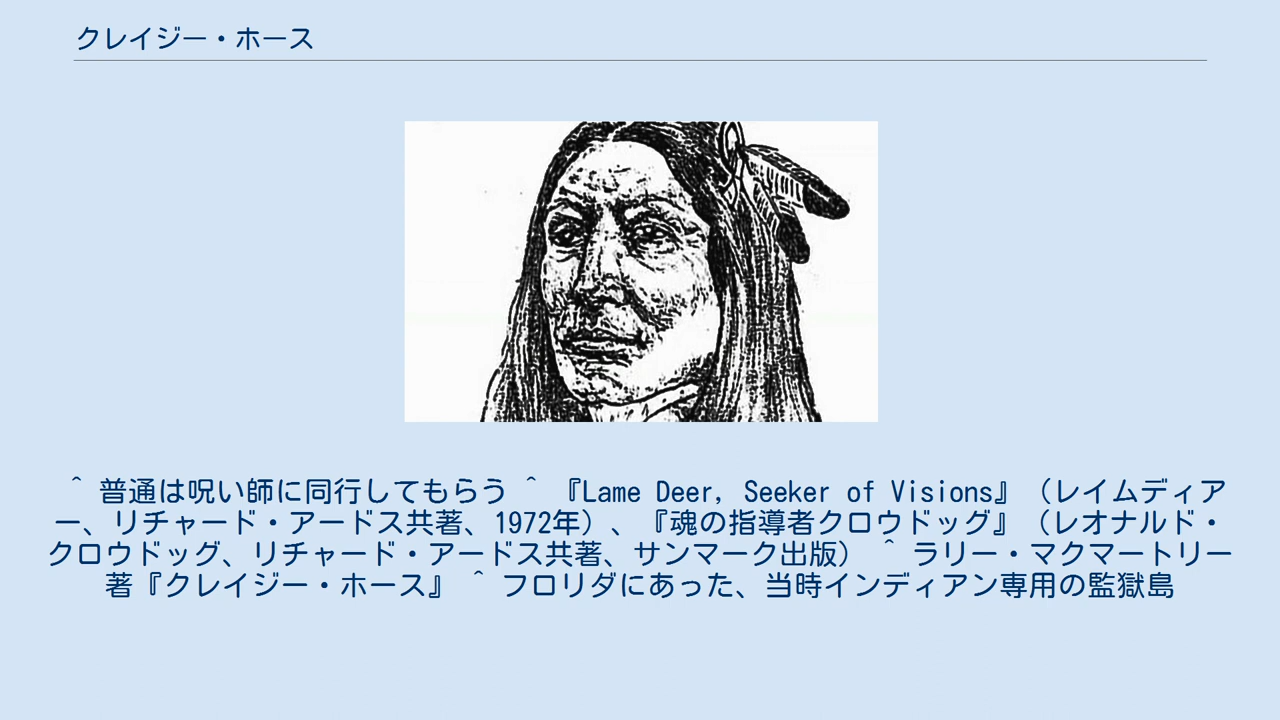 クレイジー・ホース
^ 普通は呪い師に同行してもらう ^ 『Lame Deer, Seeker of Visions』（レイムディア
ー、リチャード・アードス共著、1972年）、『魂の指導者クロウドッグ』（レオナルド・
クロウドッグ、リチャード・アードス共著、サンマーク出版） ^ ラリー・マクマートリー
著『クレイジー・ホース』 ^ フロリダにあった、当時インディアン専用の監獄島